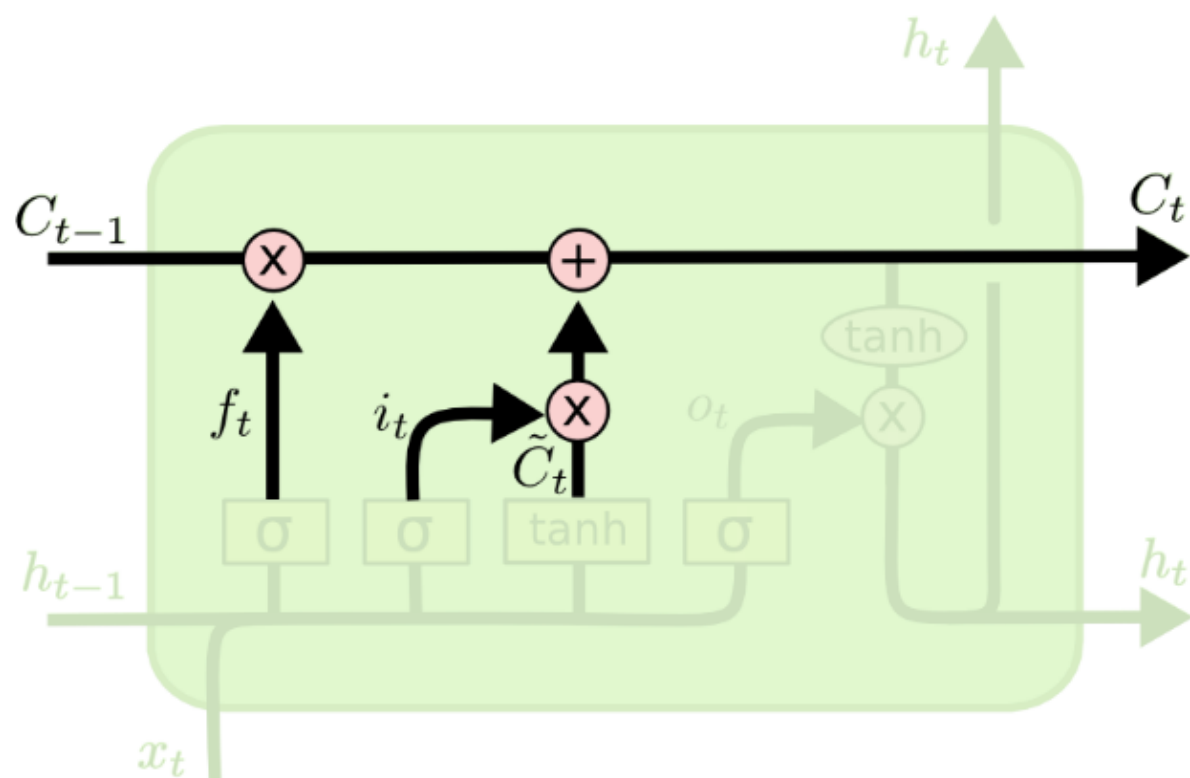 h_t
C_{t-1}
C_t
x
+
tanh
f_t
i_t
x
o_t
x
C̃_t
σ
σ
tanh
σ
h_{t-1}
h_t
x_t